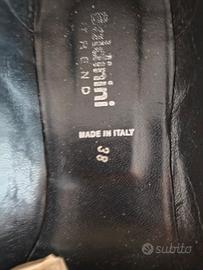 baldinini
TREND
MADE IN ITALY
38
subito